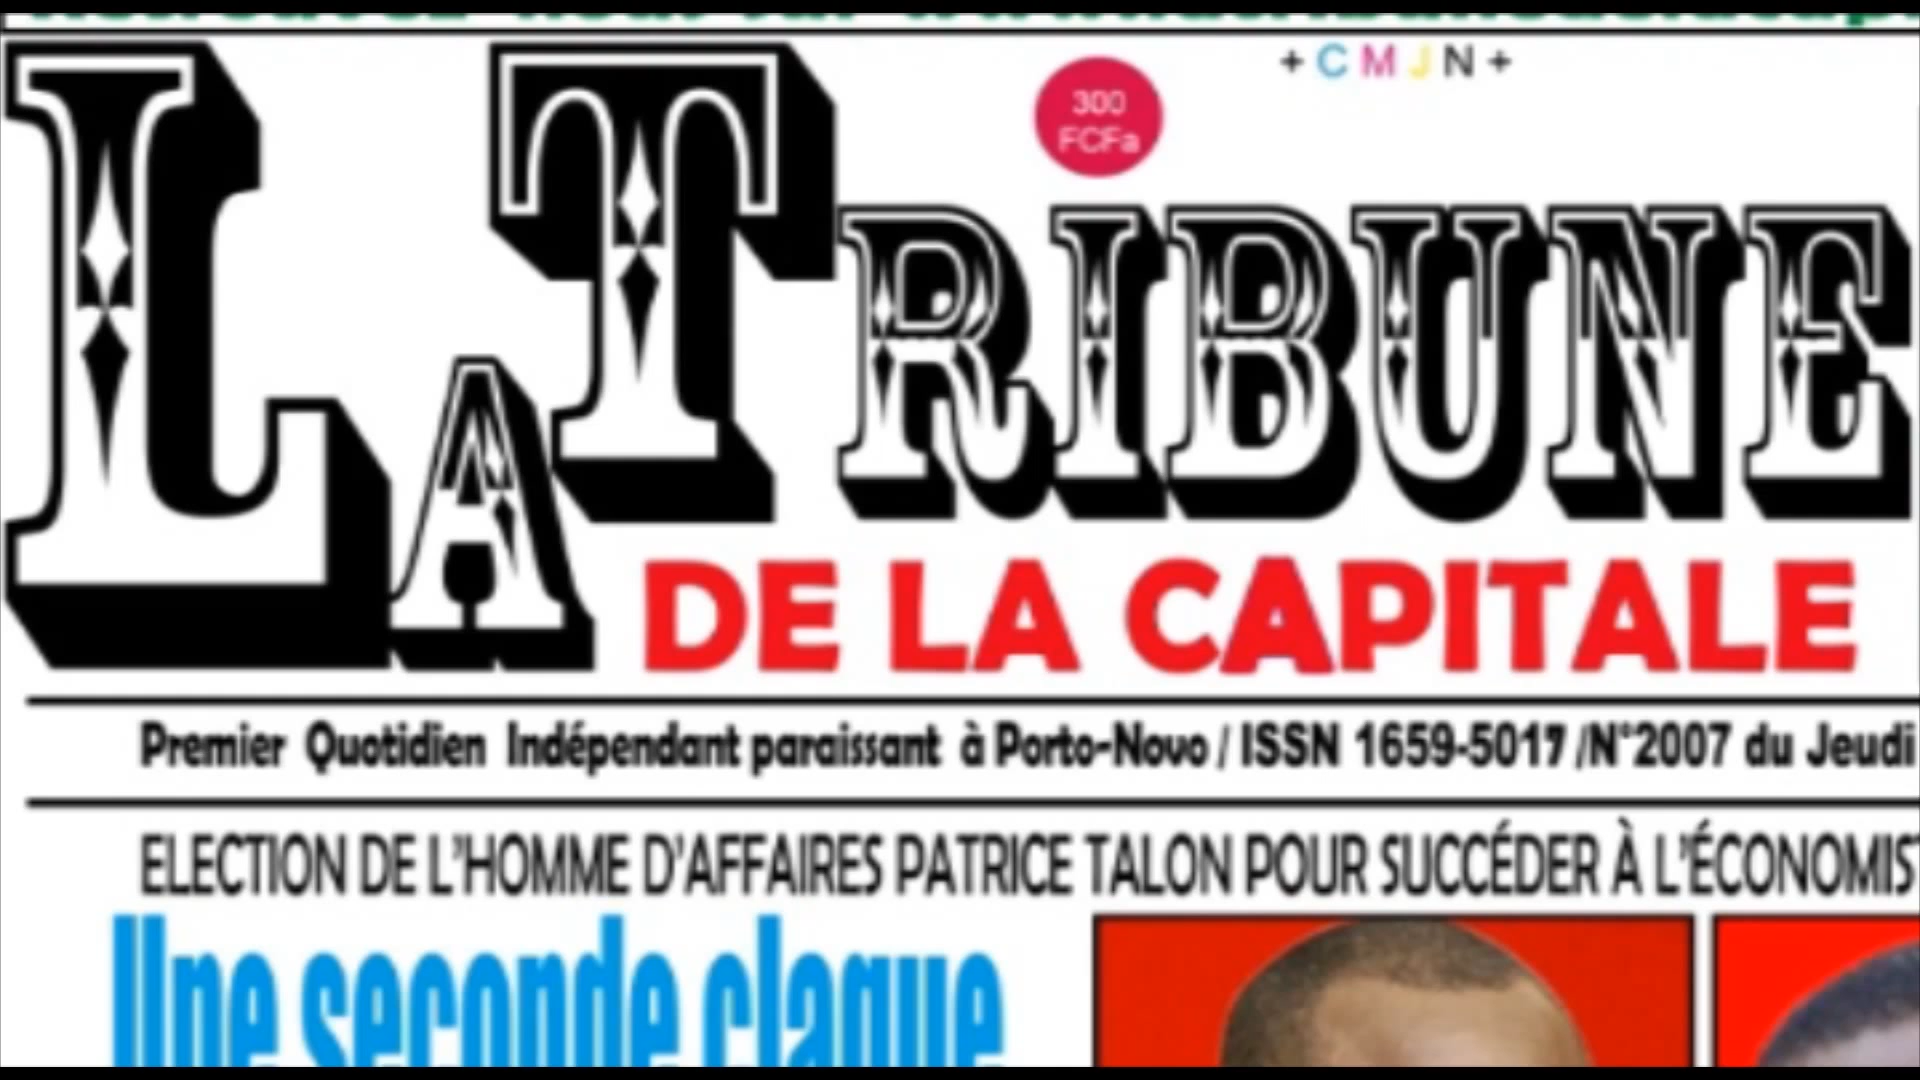 + C M J N +
300
FCFa
LA TRIBUNE
DE LA CAPITALE
Premier Quotidien Indépendant paraissant à Porto-Novo / ISSN 1659-5017 /N°2007 du Jeudi
ELECTION DE L'HOMME D'AFFAIRES PATRICE TALON POUR SUCCÉDER À L'ÉCONOMIS
Une seconde claque